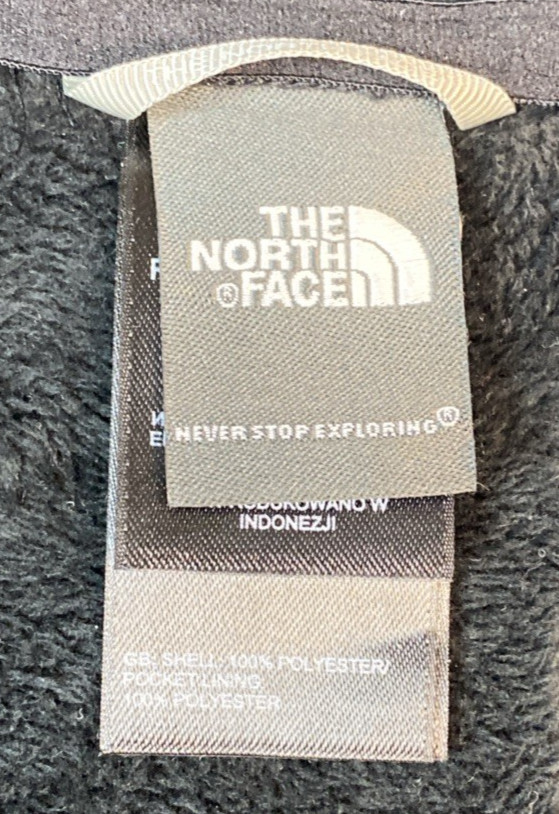 THE
NORTH
®FACE
NEVER STOP EXPLORING®
W
INDONEZJI
GB: SHELL: 100% POLYESTER/
POCKET LINING:
100% POLYESTER